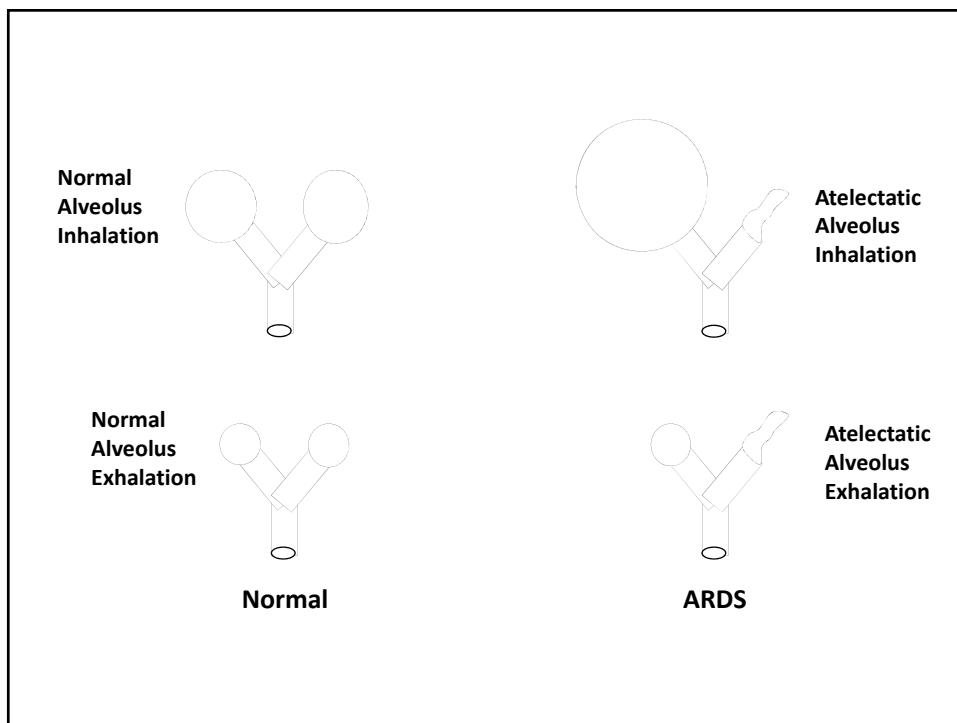 Normal
Alveolus
Inhalation
Atelectatic
Alveolus
Inhalation
Normal
Alveolus
Exhalation
Atelectatic
Alveolus
Exhalation
Normal
ARDS